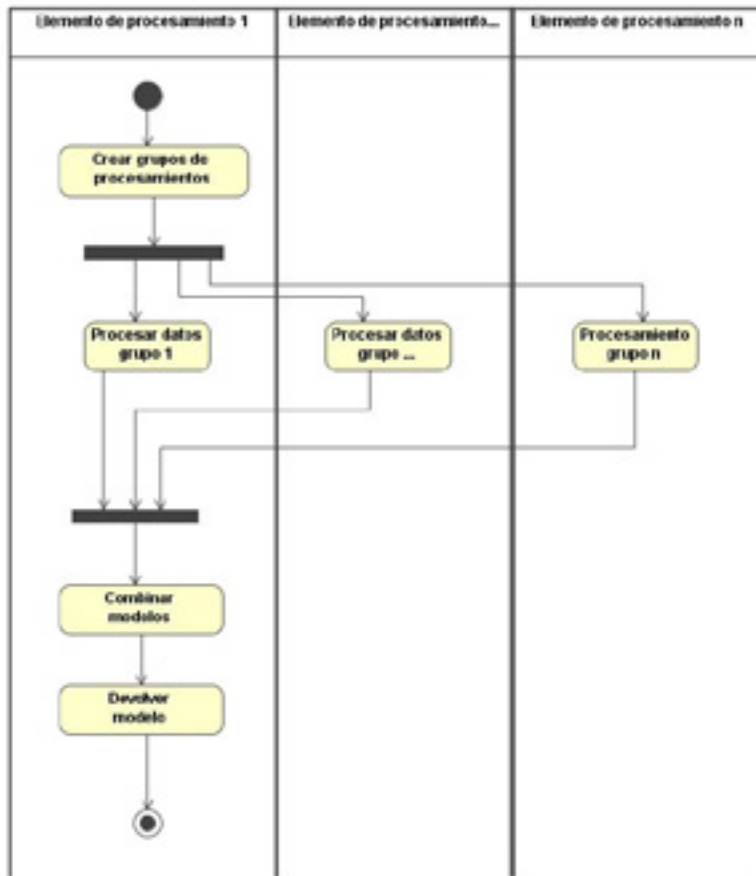 Elemento de procesamiento 1
Elemento de procesamiento...
Elemento de procesamiento n
Crear grupos de
procesamientos
Procesar datos
grupo 1
Procesar datos
grupo ...
Procesamiento
grupo n
Combinar
modelos
Devolver
modelo